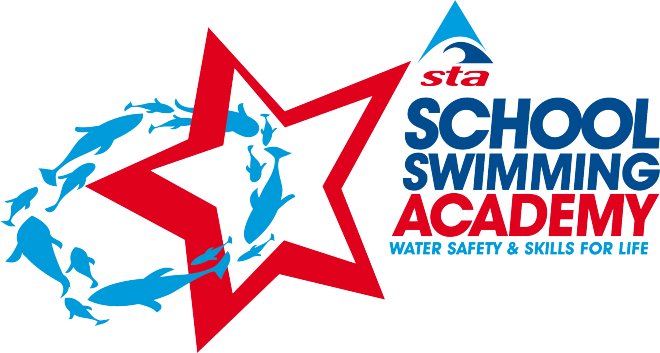 sta
SCHOOL
SWIMMING
ACADEMY
WATER SAFETY & SKILLS FOR LIFE